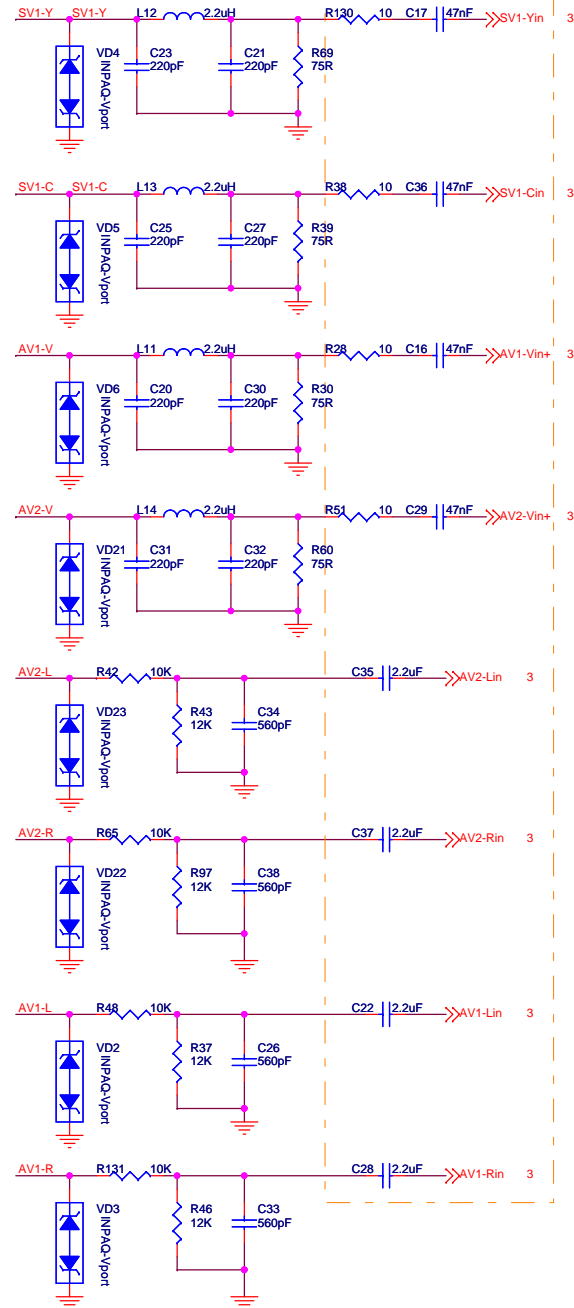 SV1-Y SV1-Y L12 2.2uH R130 10 C17 47nF SV1-Yin 3
VD4 INPAQ-Vport
C23 220pF
C21 220pF
R69 75R
SV1-C SV1-C L13 2.2uH R38 10 C36 47nF SV1-Cin 3
VD5 INPAQ-Vport
C25 220pF
C27 220pF
R39 75R
AV1-V L11 2.2uH R28 10 C16 47nF AV1-Vin+ 3
VD6 INPAQ-Vport
C20 220pF
C30 220pF
R30 75R
AV2-V L14 2.2uH R51 10 C29 47nF AV2-Vin+ 3
VD21 INPAQ-Vport
C31 220pF
C32 220pF
R60 75R
AV2-L R42 10K C35 2.2uF AV2-Lin 3
VD23 INPAQ-Vport
R43 12K
C34 560pF
AV2-R R65 10K C37 2.2uF AV2-Rin 3
VD22 INPAQ-Vport
R97 12K
C38 560pF
AV1-L R48 10K C22 2.2uF AV1-Lin 3
VD2 INPAQ-Vport
R37 12K
C26 560pF
AV1-R R131 10K C28 2.2uF AV1-Rin 3
VD3 INPAQ-Vport
R46 12K
C33 560pF